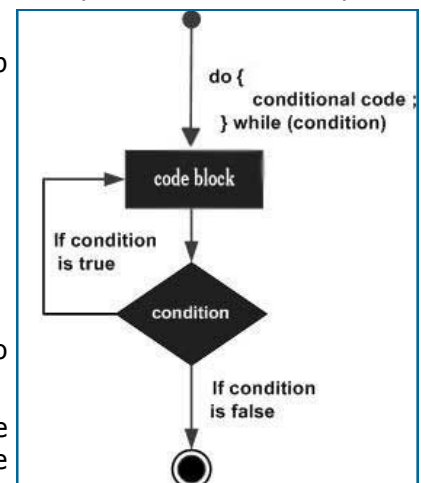 do {
conditional code ;
} while (condition)
code block
If condition
is true
condition
If condition
is false